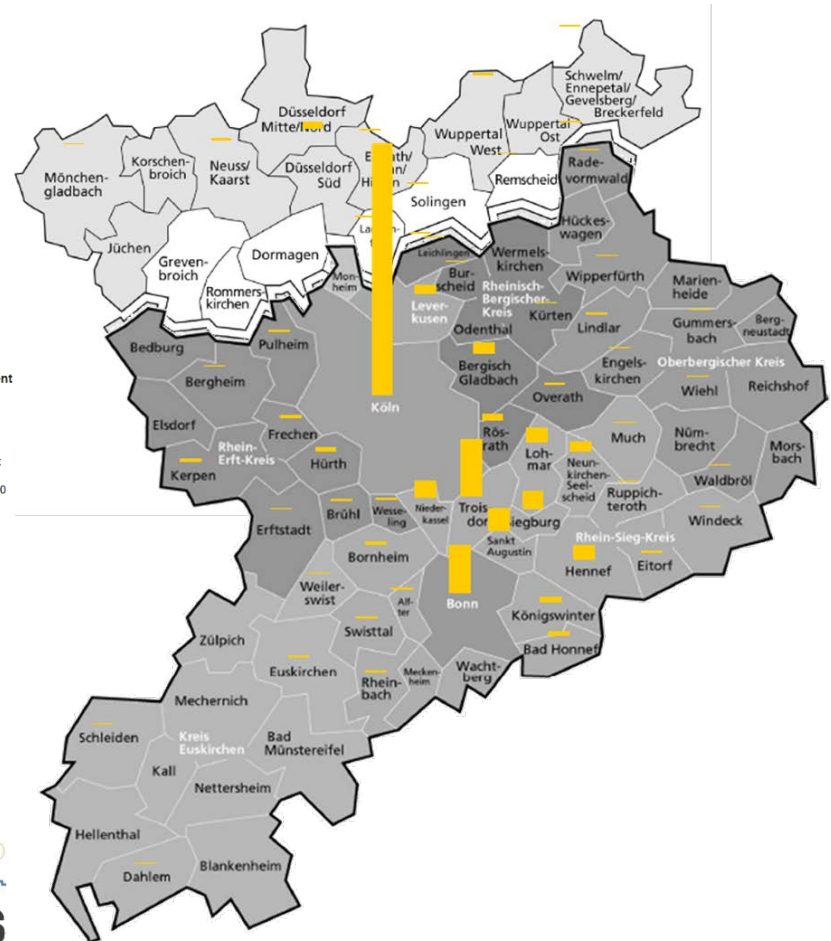 Schwelm/
Ennepetal/
Gevelsberg/
Breckerfeld
Düsseldorf
Mitte/Nord
Wuppertal
West
Wuppertal
Ost
Mönchen-
gladbach
Korschen-
broich
Neuss/
Kaarst
Düsseldorf
Süd
Solingen
Remscheid
Rade-
vormwald
Jüchen
Greven-
broich
Rommers-
kirchen
Dormagen
Hückes-
wagen
Leichlingen
Wermels-
kirchen
Mon-
heim
Bur-
scheid
Wipperfürth
Marien-
heide
Rheinisch-
Bergischer-
Kreis
Lever-
kusen
Kürten
Odenthal
Lindlar
Gummers-
bach
Berg-
neustadt
Bedburg
Pulheim
Bergheim
Bergisch
Gladbach
Engels-
kirchen
Oberbergischer Kreis
Wiehl
Reichshof
Overath
Köln
Elsdorf
Frechen
Rhein-
Erft-Kreis
Hürth
Kerpen
Rös-
rath
Loh-
mar
Much
Nüm-
brecht
Mors-
bach
Neun-
kirchen-
Seel-
scheid
Ruppich-
teroth
Waldbröl
Windeck
Erftstadt
Brühl
Wesse-
ling
Nieder-
kassel
Trois
dor
Siegburg
Sankt
Augustin
Rhein-Sieg-Kreis
Hennef
Eitorf
Bornheim
Weiler-
swist
Alf-
ter
Bonn
Königswinter
Bad Honnef
Swisttal
Zülpich
Euskirchen
Rhein-
bach
Mecken-
heim
Wacht-
berg
Mechernich
Schleiden
Kreis
Euskirchen
Bad
Münstereifel
Kall
Nettersheim
Hellenthal
Dahlem
Blankenheim